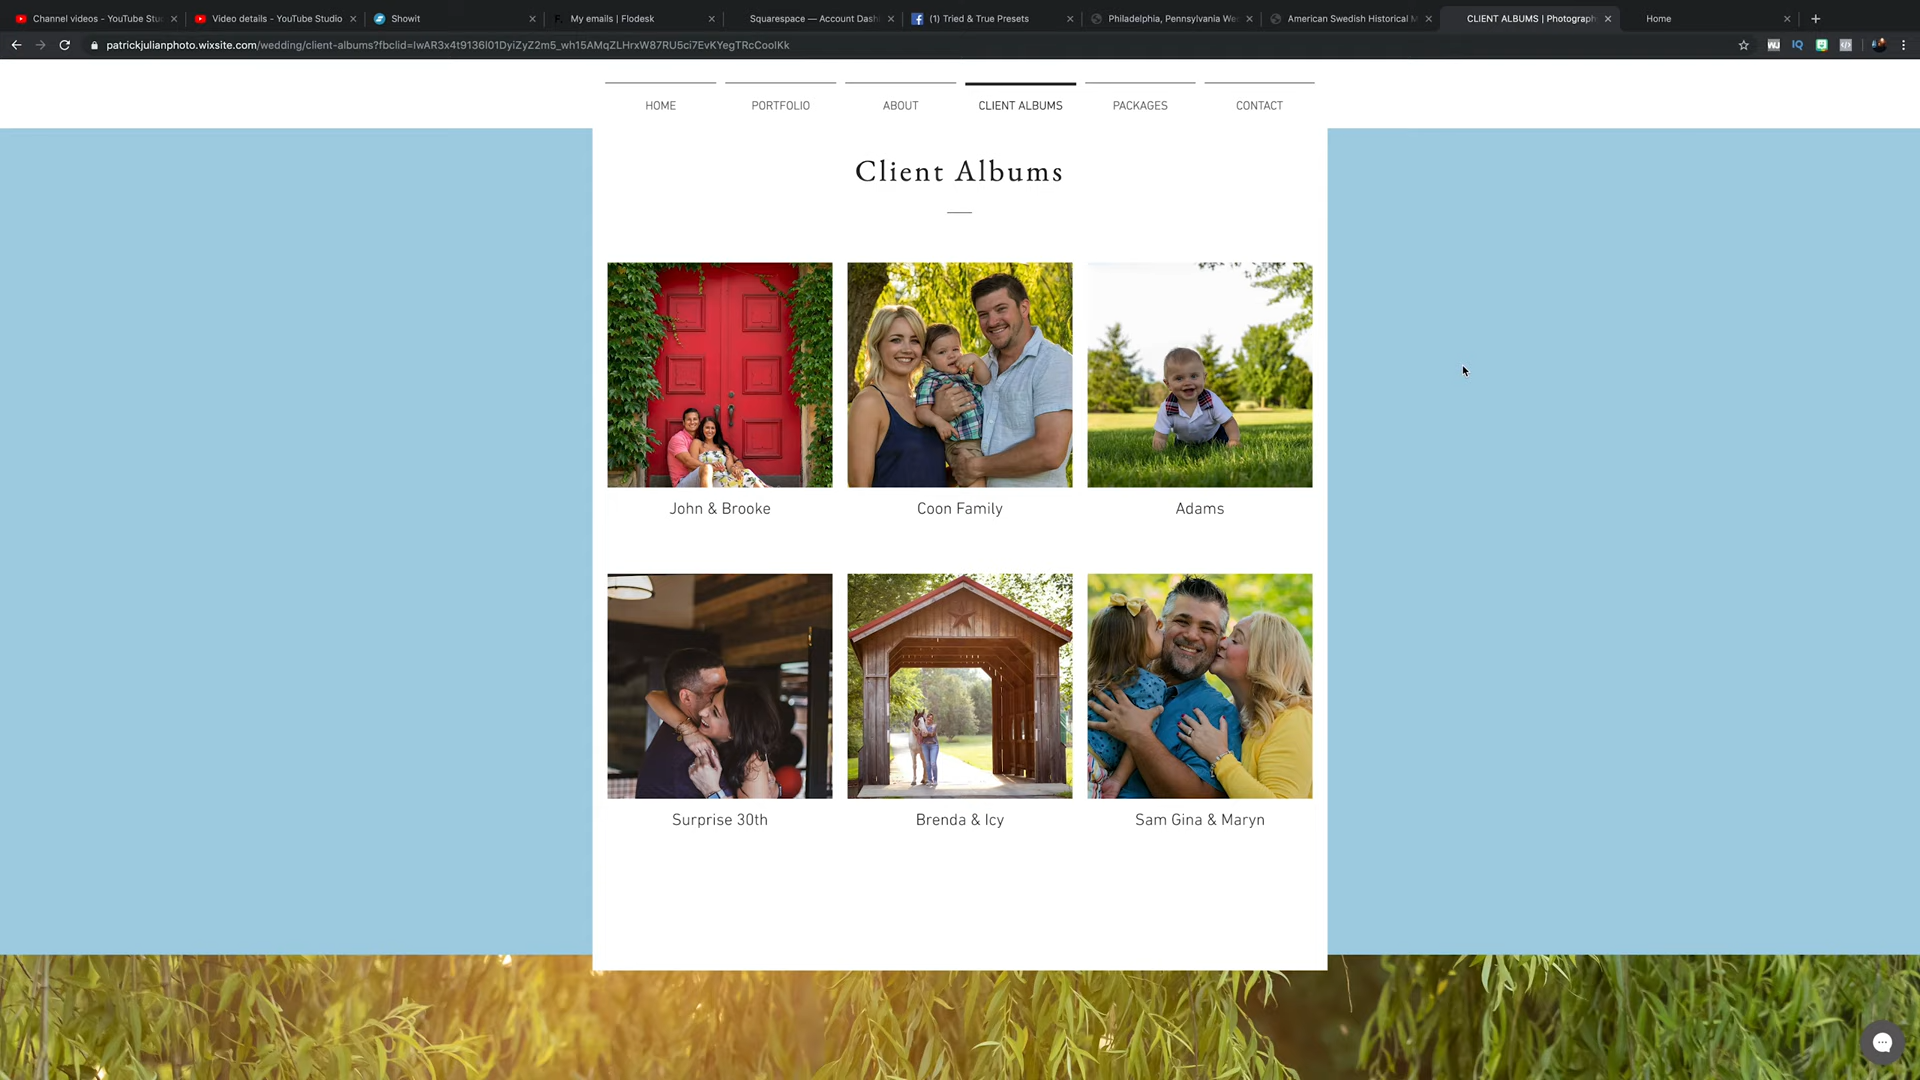 Channel videos - YouTube Stu
Video details - YouTube Studio
Showit
My emails | Flodesk
Squarespace — Account Dash
(1) Tried & True Presets
Philadelphia, Pennsylvania We
American Swedish Historical M
CLIENT ALBUMS | Photograph
Home
patrickjulianphoto.wixsite.com/wedding/client-albums?fbclid=IwAR3x4t9136I01DyiZyZ2m5_wh15AMqZLHrxW87RU5ci7EvKYegTRcCooIKk
HOME
PORTFOLIO
ABOUT
CLIENT ALBUMS
PACKAGES
CONTACT
Client Albums
John & Brooke
Coon Family
Adams
Surprise 30th
Brenda & Icy
Sam Gina & Maryn